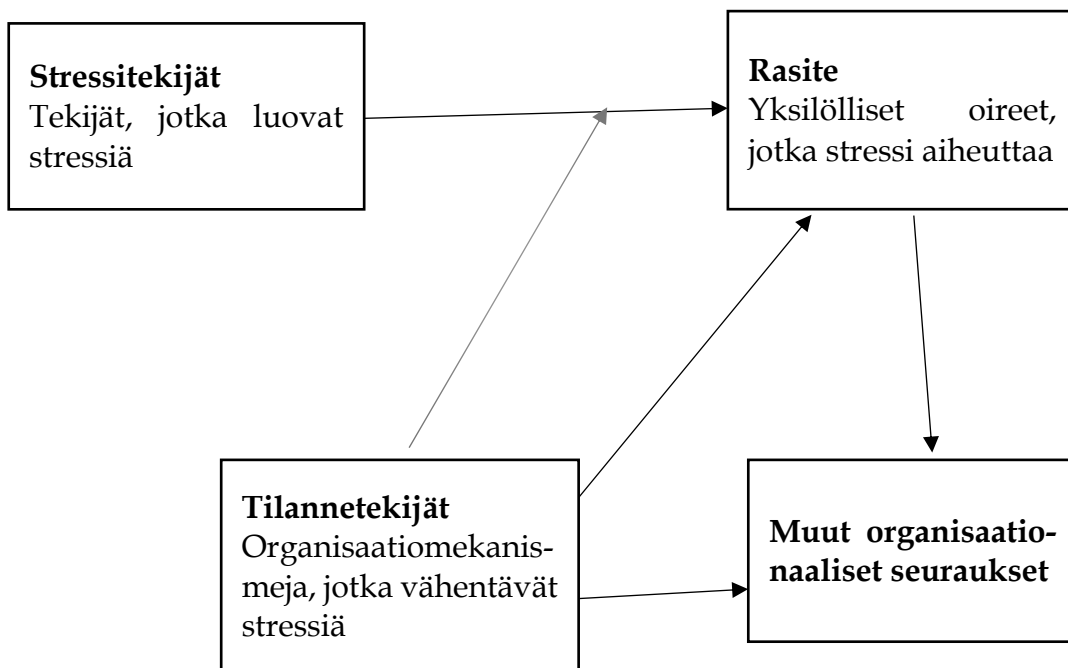 Stressitekijät
Tekijät, jotka luovat
stressiä
Rasite
Yksilölliset oireet,
jotka stressi aiheuttaa
Tilannetekijät
Organisaatiomekanis-
meja, jotka vähentävät
stressiä
Muut organisaatio-
naaliset seuraukset